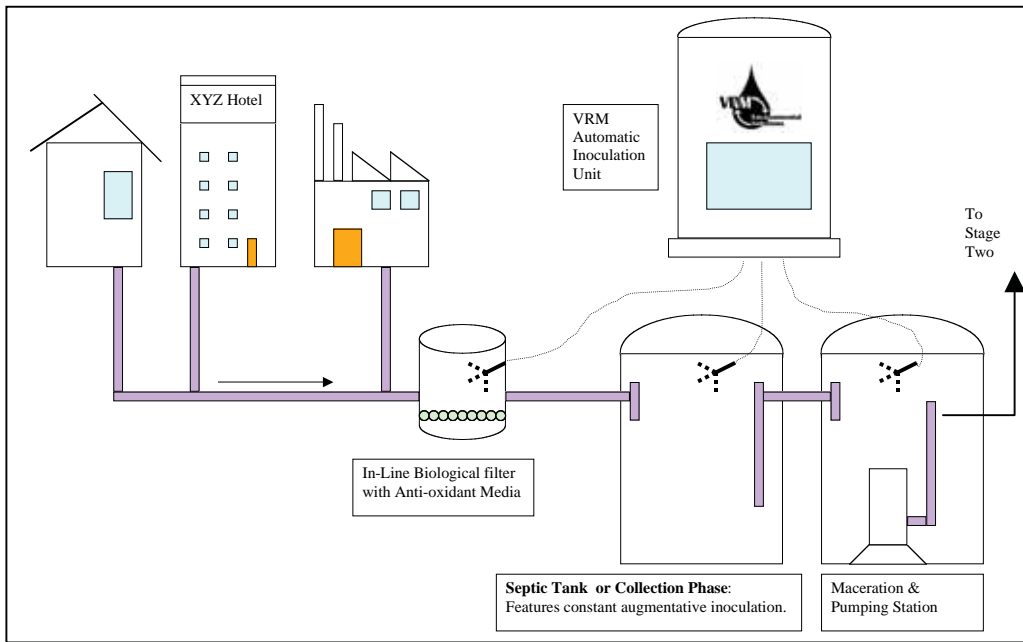 XYZ Hotel
VRM
Automatic
Inoculation
Unit
VRM
To
Stage
Two
In-Line Biological filter
with Anti-oxidant Media
Septic Tank or Collection Phase:
Features constant augmentative inoculation.
Maceration &
Pumping Station